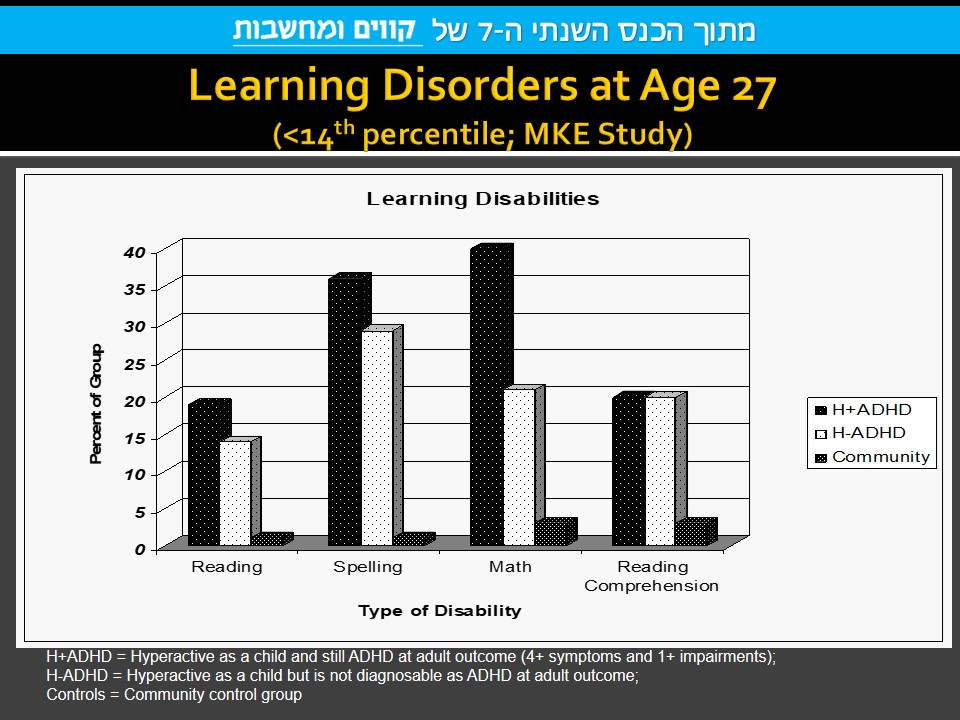 מתוך הכנס השנתי ה-7 של קווים ומחשבות
Learning Disorders at Age 27
(<14th percentile; MKE Study)
Learning Disabilities
40
35
30
25
20
15
10
5
0
Percent of Group
Reading
Spelling
Math
Reading
Comprehension
Type of Disability
H+ADHD
H-ADHD
Community
H+ADHD = Hyperactive as a child and still ADHD at adult outcome (4+ symptoms and 1+ impairments);
H-ADHD = Hyperactive as a child but is not diagnosable as ADHD at adult outcome;
Controls = Community control group